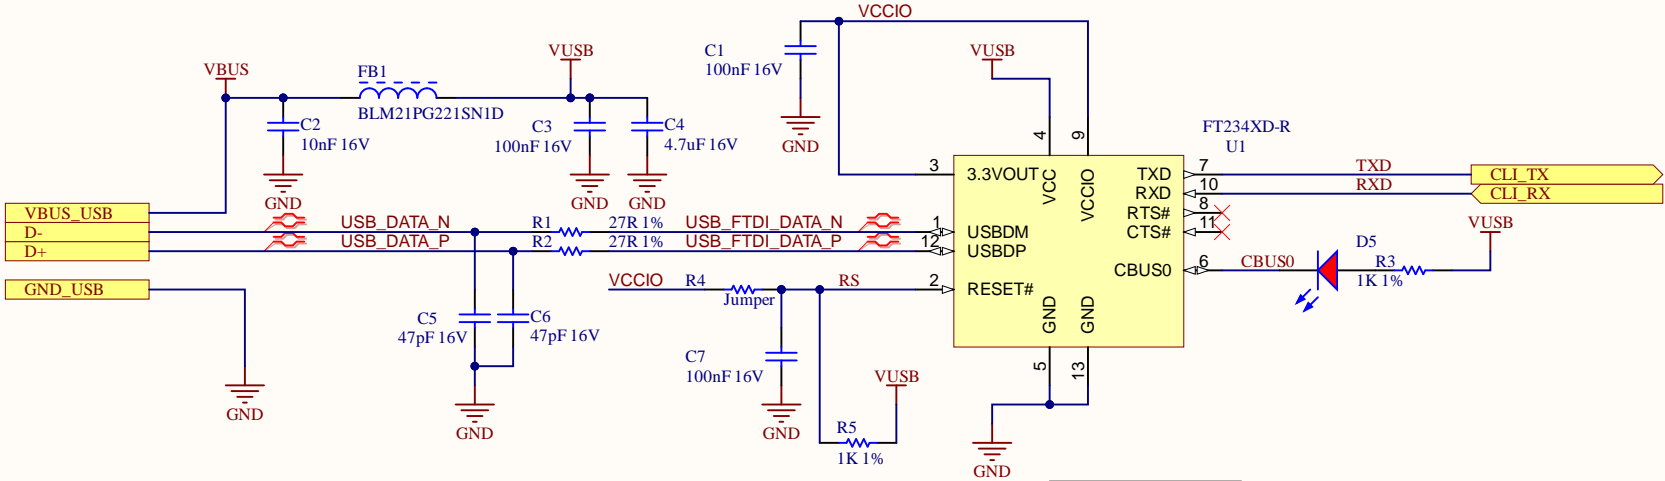 VCCIO
C1
100nF 16V
GND
VUSB
VBUS
FB1
BLM21PG221SN1D
VUSB
C2
10nF 16V
GND
C3
100nF 16V
GND
C4
4.7uF 16V
GND
VBUS_USB
D-
D+
GND_USB
GND
USB_DATA_N
USB_DATA_P
R1
27R 1%
R2
27R 1%
USB_FTDI_DATA_N
USB_FTDI_DATA_P
C5
47pF 16V
C6
47pF 16V
GND
VCCIO
R4
Jumper
RS
C7
100nF 16V
GND
VUSB
R5
1K 1%
FT234XD-R
U1
4
9
3
3.3VOUT
VCC
VCCIO
1
USBDM
12
USBDP
2
RESET#
GND
GND
5
13
GND
TXD
7
RXD
10
RTS#
8
CTS#
11
CBUS0
6
TXD
RXD
CLI_TX
CLI_RX
CBUS0
D5
R3
1K 1%
VUSB